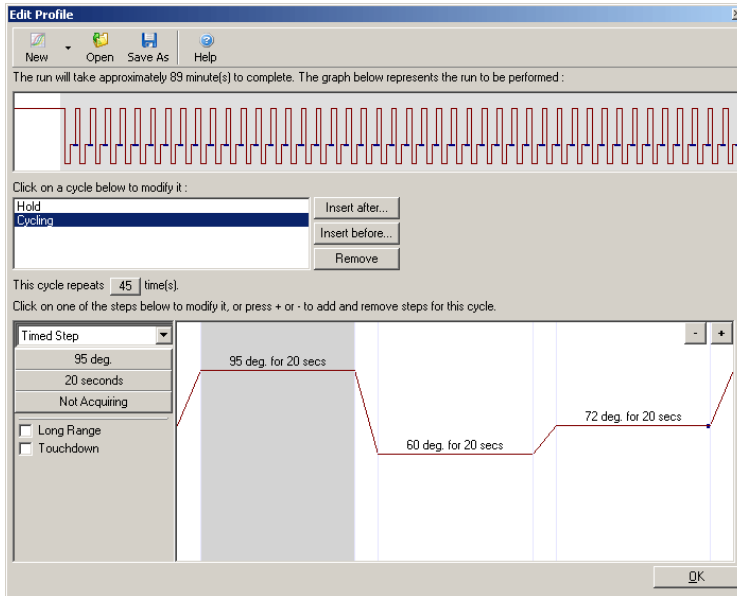 Edit Profile
New Open Save As Help
The run will take approximately 89 minute(s) to complete. The graph below represents the run to be performed :
Click on a cycle below to modify it :
Hold
Cycling
Insert after...
Insert before...
Remove
This cycle repeats 45 time(s).
Click on one of the steps below to modify it, or press + or - to add and remove steps for this cycle.
Timed Step
95 deg.
20 seconds
Not Acquiring
Long Range
Touchdown
- +
95 deg. for 20 secs
72 deg. for 20 secs
60 deg. for 20 secs
OK